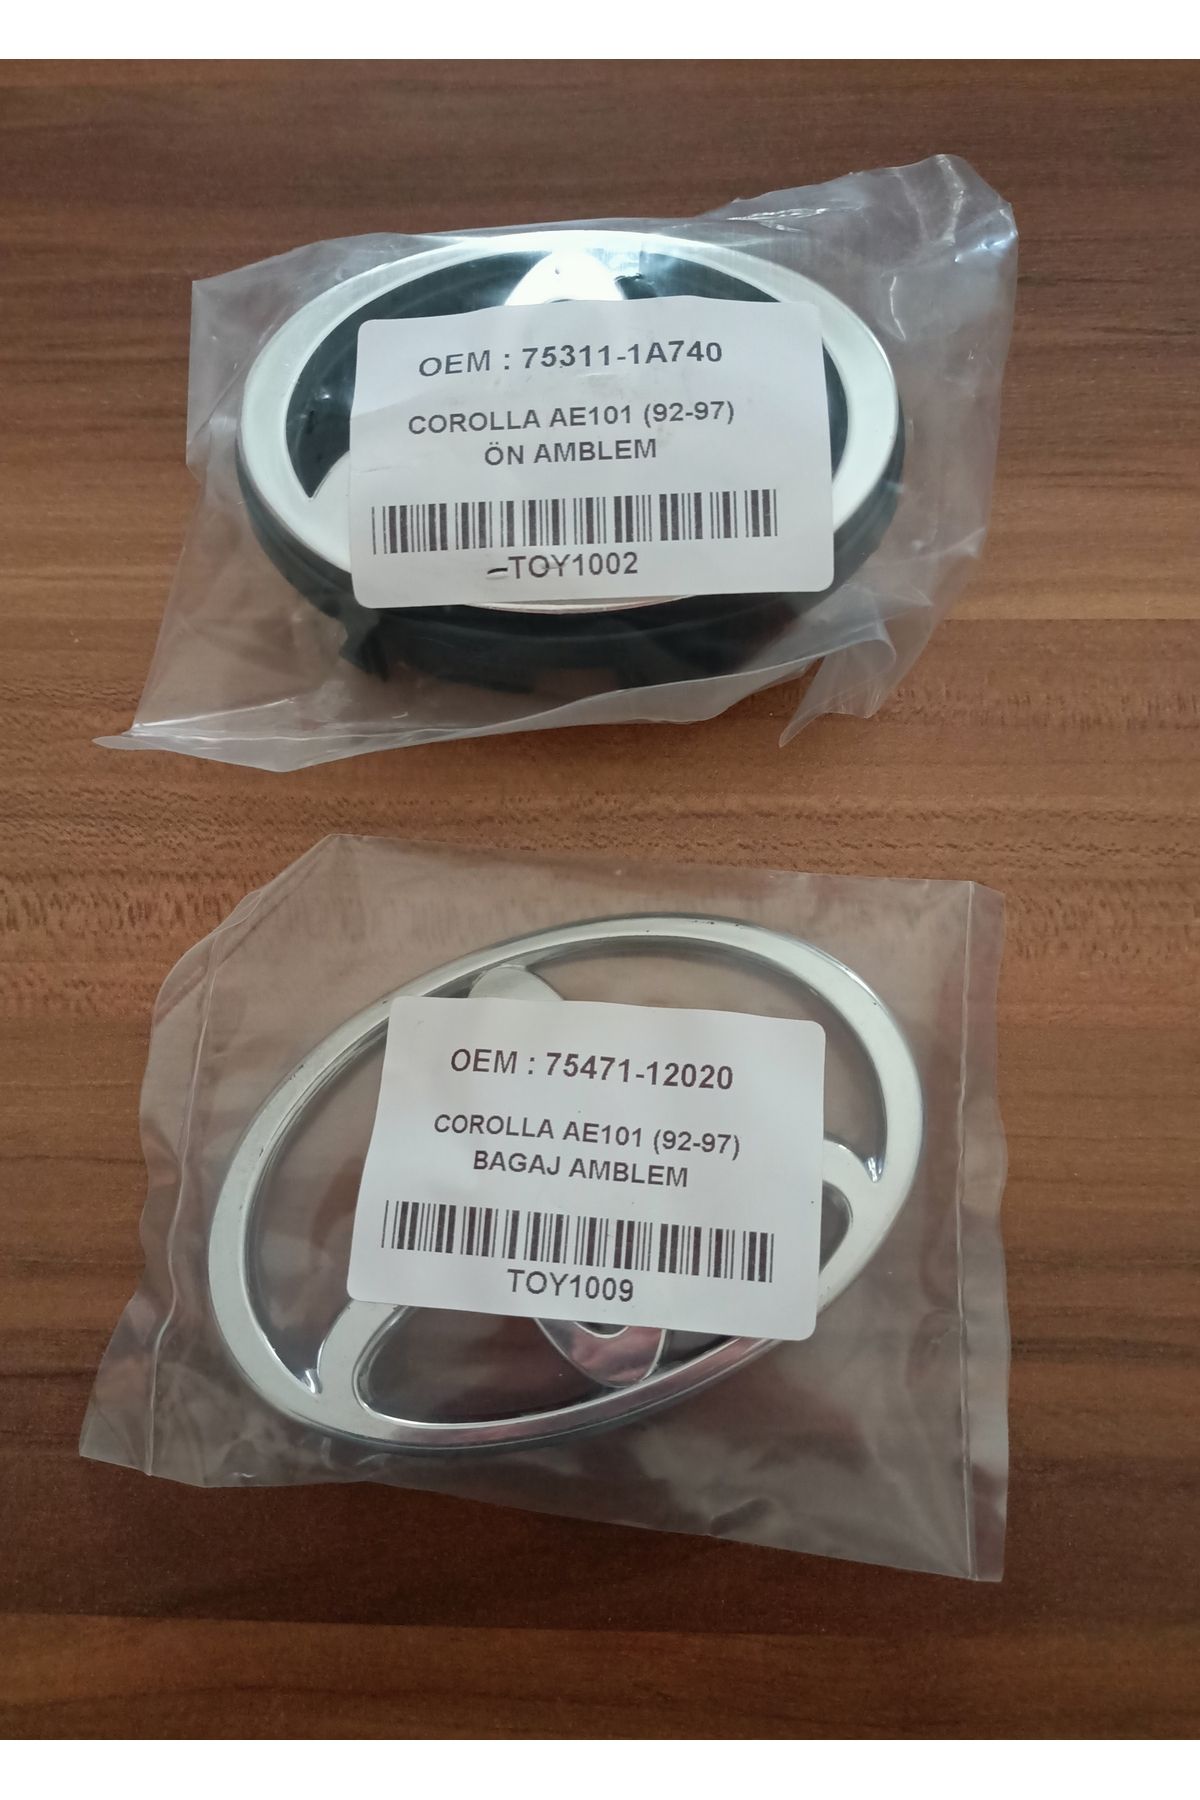 OEM : 75311-1A740
COROLLA AE101 (92-97)
ÖN AMBLEM
TOY1002
OEM : 75471-12020
COROLLA AE101 (92-97)
BAGAJ AMBLEM
TOY1009